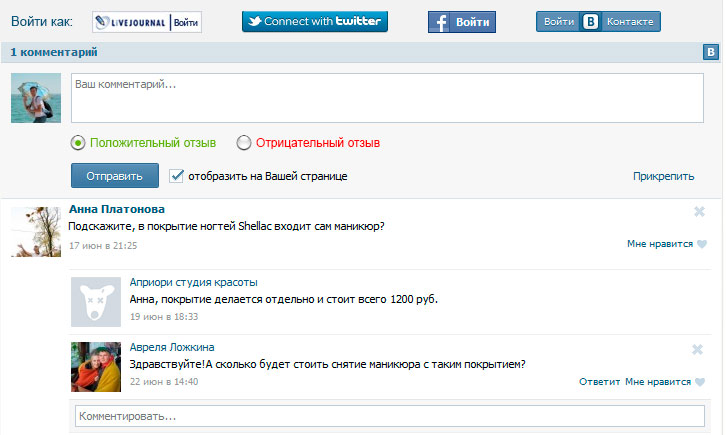 Войти как: LIVEJOURNAL Войти Connect with twitter f Войти Войти В Контакте
1 комментарий В
Ваш комментарий...
Положительный отзыв Отрицательный отзыв
Отправить отобразить на Вашей странице Прикрепить
Анна Платонова
Подскажите, в покрытие ногтей Shellac входит сам маникюр?
17 июн в 21:25 Мне нравится
Априори студия красоты
Анна, покрытие делается отдельно и стоит всего 1200 руб.
19 июн в 18:33
Авреля Ложкина
Здравствуйте!А сколько будет стоить снятие маникюра с таким покрытием?
22 июн в 14:40 Ответит Мне нравится
Комментировать...